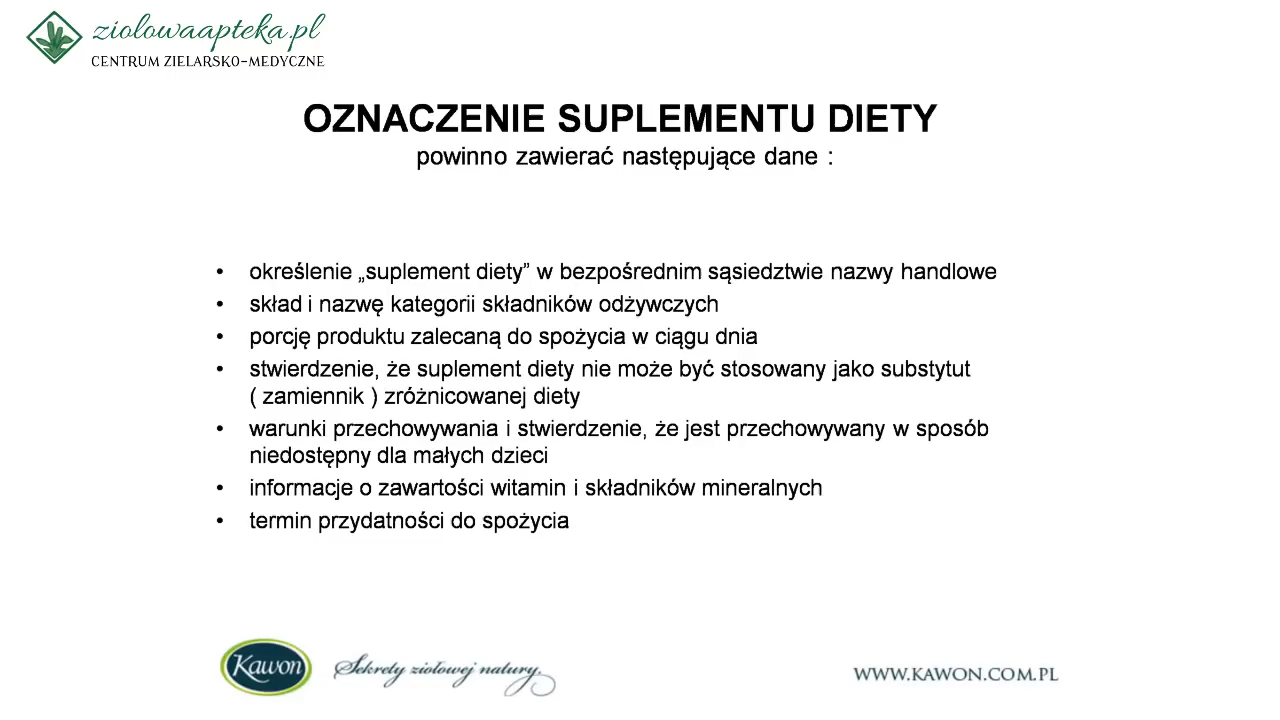 ziolowaapteka.pl
CENTRUM ZIELARSKO-MEDYCZNE
OZNACZENIE SUPLEMENTU DIETY
powinno zawierać następujące dane :
• określenie „suplement diety” w bezpośrednim sąsiedztwie nazwy handlowe
• skład i nazwę kategorii składników odżywczych
• porcję produktu zalecaną do spożycia w ciągu dnia
• stwierdzenie, że suplement diety nie może być stosowany jako substytut
( zamiennik ) zróżnicowanej diety
• warunki przechowywania i stwierdzenie, że jest przechowywany w sposób
niedostępny dla małych dzieci
• informacje o zawartości witamin i składników mineralnych
• termin przydatności do spożycia
Kawon Sekrety ziołowej natury. WWW.KAWON.COM.PL